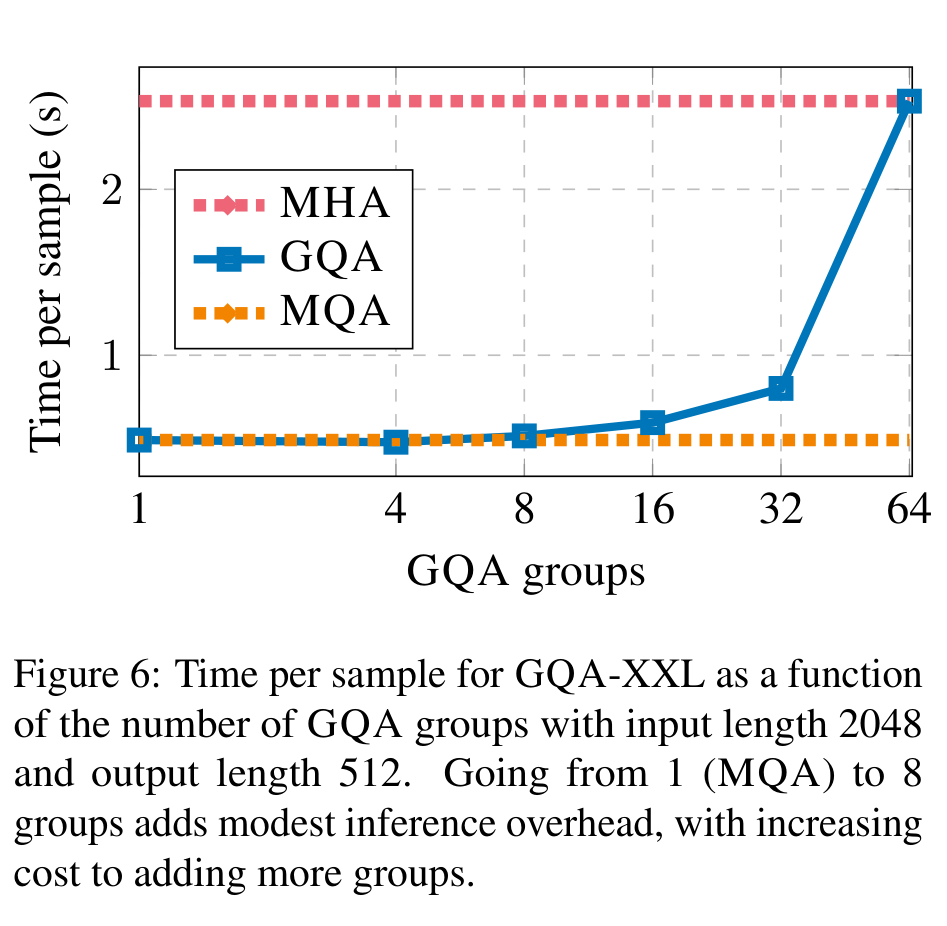 Time per sample (s)
2
1
MHA
GQA
MQA
1 4 8 16 32 64
GQA groups
Figure 6: Time per sample for GQA-XXL as a function
of the number of GQA groups with input length 2048
and output length 512. Going from 1 (MQA) to 8
groups adds modest inference overhead, with increasing
cost to adding more groups.